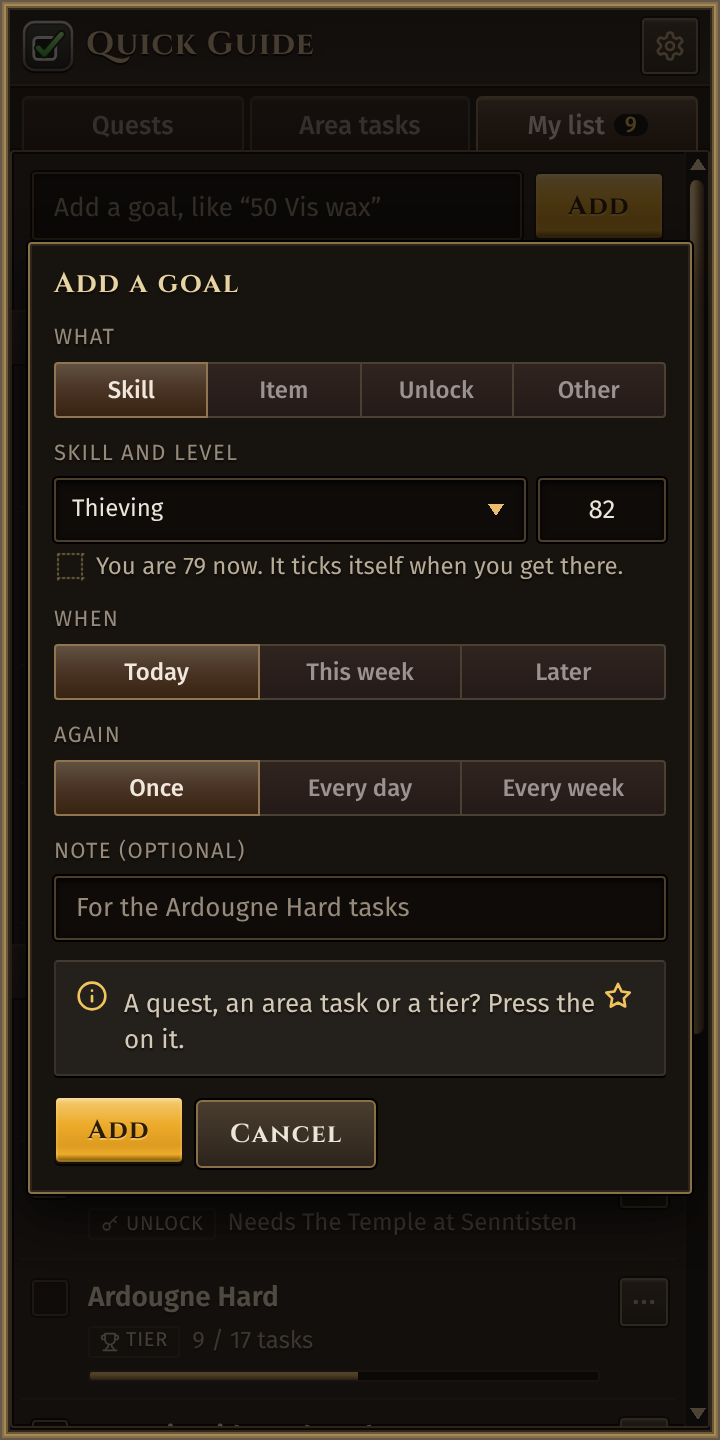 Quick Guide
Quests
Area tasks
My list 9
Add a goal, like “50 Vis wax”
Add
Add a goal
WHAT
Skill
Item
Unlock
Other
SKILL AND LEVEL
Thieving
82
You are 79 now. It ticks itself when you get there.
WHEN
Today
This week
Later
AGAIN
Once
Every day
Every week
NOTE (OPTIONAL)
For the Ardougne Hard tasks
A quest, an area task or a tier? Press the
on it.
Add
Cancel
UNLOCK Needs The Temple at Senntisten
Ardougne Hard
TIER 9 / 17 tasks